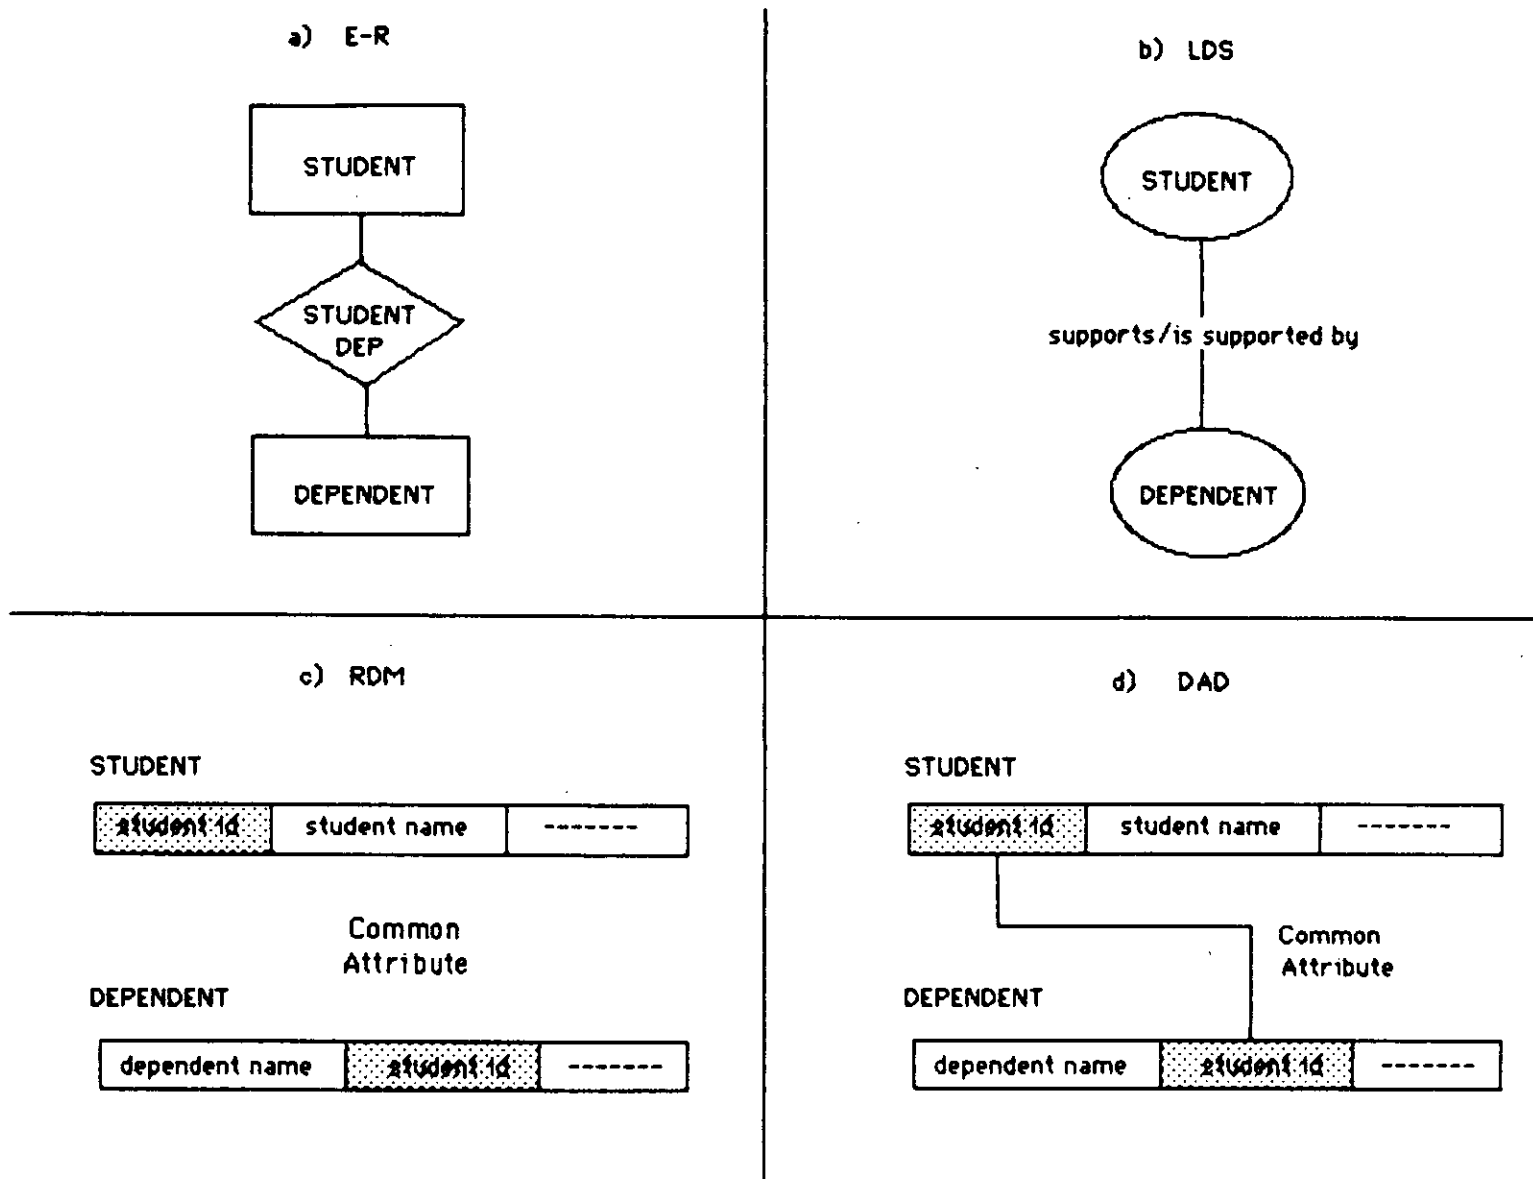 a) E-R
STUDENT
STUDENT
DEP
DEPENDENT
b) LDS
STUDENT
supports/is supported by
DEPENDENT
c) RDM
STUDENT
student id student name -------
Common
Attribute
DEPENDENT
dependent name student id -------
d) DAD
STUDENT
student id student name -------
Common
Attribute
DEPENDENT
dependent name student id -------